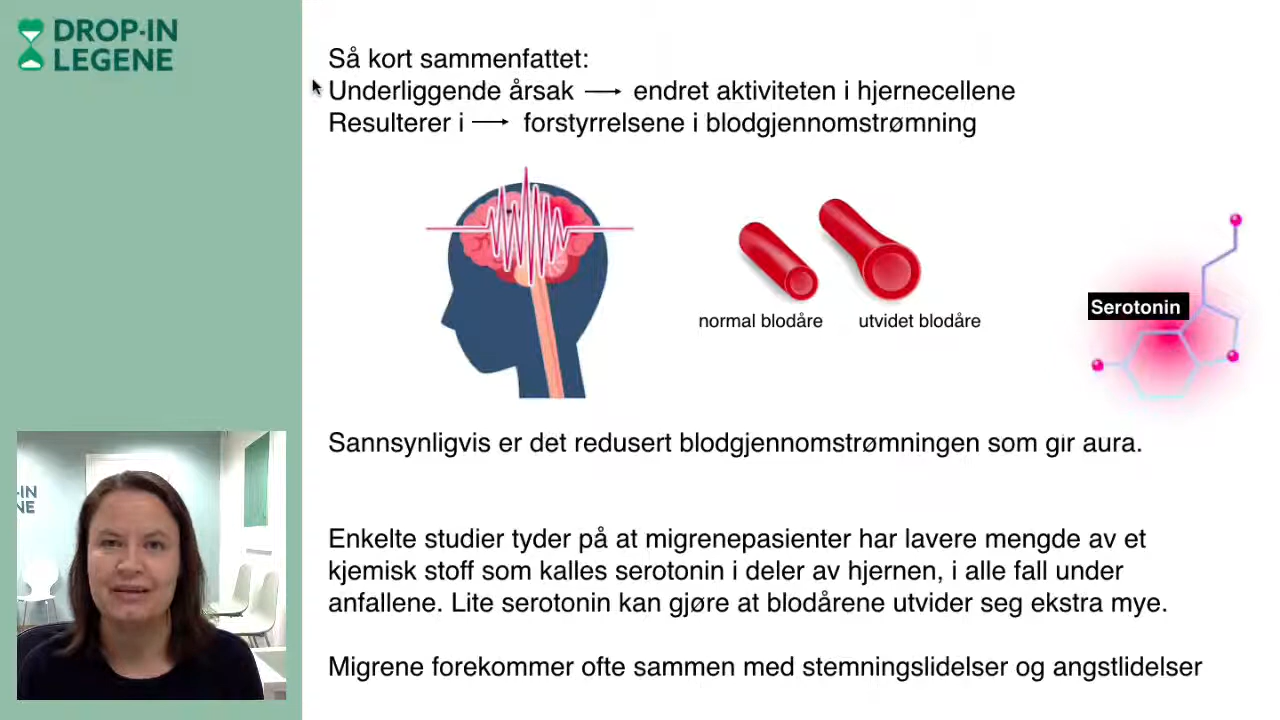 DROP-IN
LEGENE
Så kort sammenfattet:
Underliggende årsak → endret aktiviteten i hjernecellene
Resulterer i → forstyrrelsene i blodgjennomstrømning
normal blodåre
utvidet blodåre
Serotonin
Sannsynligvis er det redusert blodgjennomstrømningen som gir aura.
Enkelte studier tyder på at migrenepasienter har lavere mengde av et
kjemisk stoff som kalles serotonin i deler av hjernen, i alle fall under
anfallene. Lite serotonin kan gjøre at blodårene utvider seg ekstra mye.
Migrene forekommer ofte sammen med stemningslidelser og angstlidelser
-IN
NE